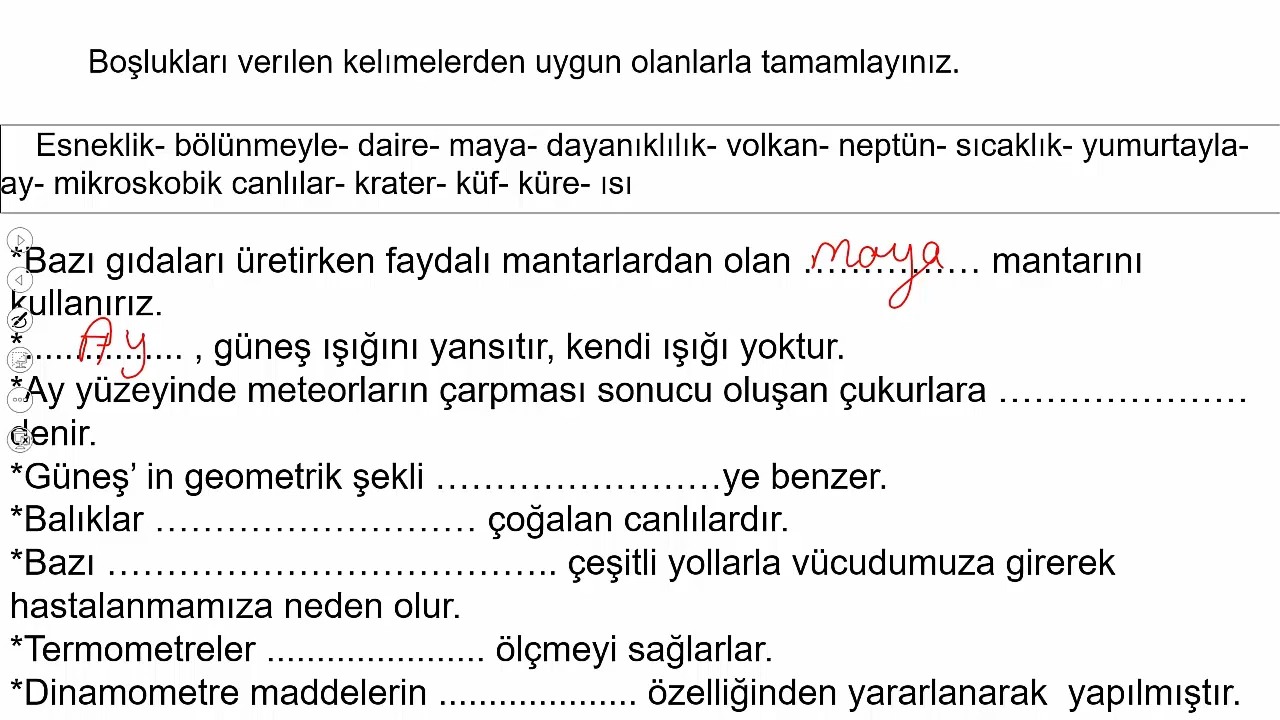 Boşlukları verılen kelımelerden uygun olanlarla tamamlayınız.
Esneklik- bölünmeyle- daire- maya- dayanıklılık- volkan- neptün- sıcaklık- yumurtayla-
ay- mikroskobik canlılar- krater- küf- küre- ısı
*Bazı gıdaları üretirken faydalı mantarlardan olan ...maya... mantarını
kullanırız.
*.....Ay..... , güneş ışığını yansıtır, kendi ışığı yoktur.
*Ay yüzeyinde meteorların çarpması sonucu oluşan çukurlara …………………
denir.
*Güneş’ in geometrik şekli ……………………ye benzer.
*Balıklar ……………………… çoğalan canlılardır.
*Bazı ……………………………….. çeşitli yollarla vücudumuza girerek
hastalanmamıza neden olur.
*Termometreler ...................... ölçmeyi sağlarlar.
*Dinamometre maddelerin .................... özelliğinden yararlanarak yapılmıştır.